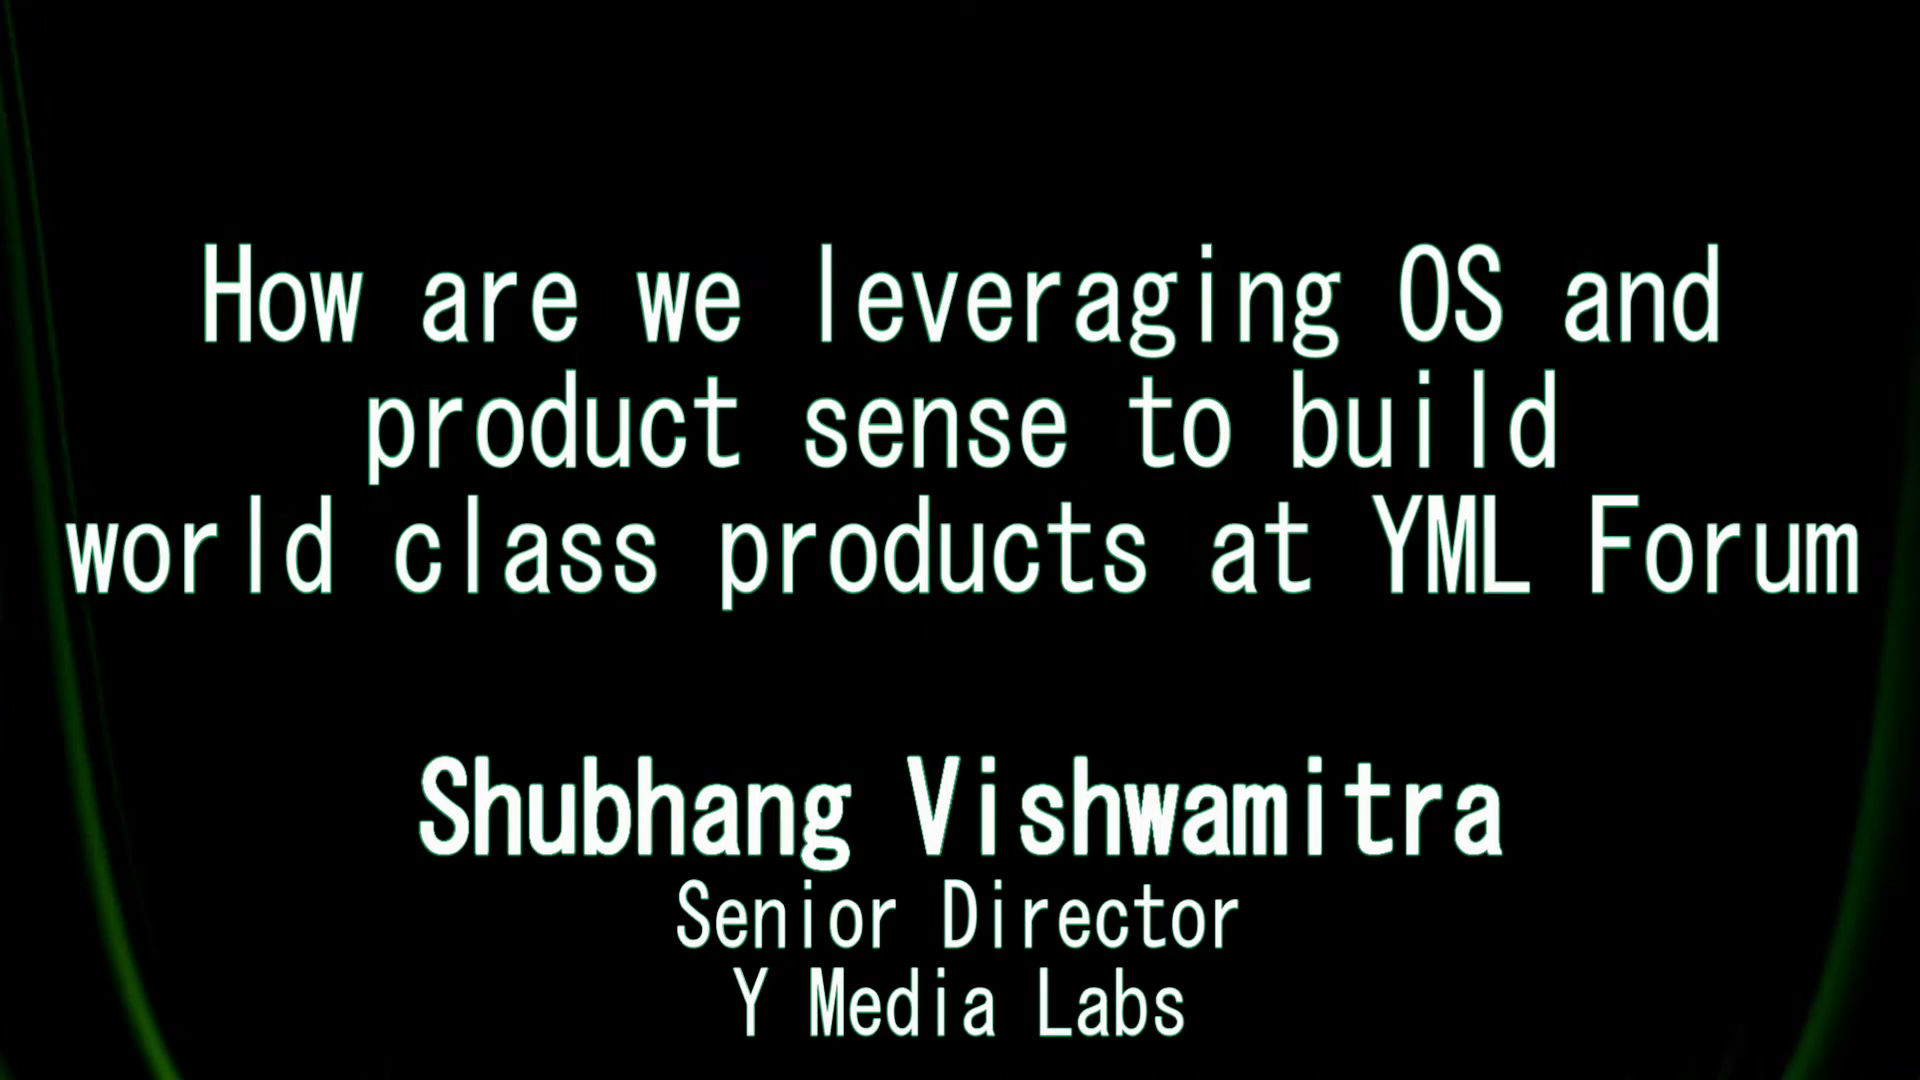 How are we leveraging OS and
product sense to build
world class products at YML Forum
Shubhang Vishwamitra
Senior Director
Y Media Labs